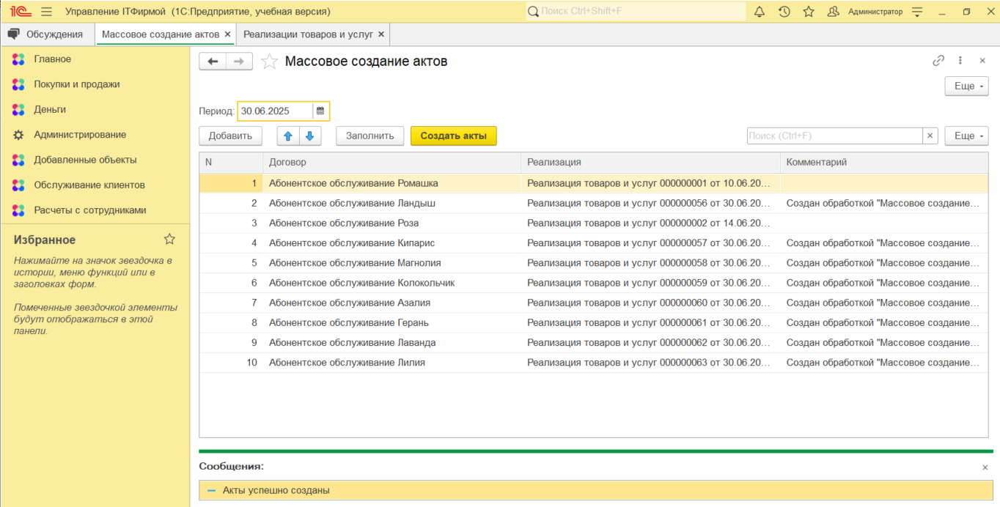 1С Управление ITФирмой (1С:Предприятие, учебная версия) Поиск Ctrl+Shift+F Администратор
Обсуждения Массовое создание актов × Реализации товаров и услуг ×
Главное
Покупки и продажи
Деньги
Администрирование
Добавленные объекты
Обслуживание клиентов
Расчеты с сотрудниками
Избранное
Нажимайте на значок звездочка в
истории, меню функций или в
заголовках форм.
Помеченные звездочкой элементы
будут отображаться в этой
панели.
Массовое создание актов
Еще
Период: 30.06.2025
Добавить Заполнить Создать акты Поиск (Ctrl+F) × Еще
N Договор Реализация Комментарий
1 Абонентское обслуживание Ромашка Реализация товаров и услуг 000000001 от 10.06.20...
2 Абонентское обслуживание Ландыш Реализация товаров и услуг 000000056 от 30.06.20... Создан обработкой "Массовое создание...
3 Абонентское обслуживание Роза Реализация товаров и услуг 000000002 от 14.06.20...
4 Абонентское обслуживание Кипарис Реализация товаров и услуг 000000057 от 30.06.20... Создан обработкой "Массовое создание...
5 Абонентское обслуживание Магнолия Реализация товаров и услуг 000000058 от 30.06.20... Создан обработкой "Массовое создание...
6 Абонентское обслуживание Колокольчик Реализация товаров и услуг 000000059 от 30.06.20... Создан обработкой "Массовое создание...
7 Абонентское обслуживание Азалия Реализация товаров и услуг 000000060 от 30.06.20... Создан обработкой "Массовое создание...
8 Абонентское обслуживание Герань Реализация товаров и услуг 000000061 от 30.06.20... Создан обработкой "Массовое создание...
9 Абонентское обслуживание Лаванда Реализация товаров и услуг 000000062 от 30.06.20... Создан обработкой "Массовое создание...
10 Абонентское обслуживание Лилия Реализация товаров и услуг 000000063 от 30.06.20... Создан обработкой "Массовое создание...
Сообщения:
Акты успешно созданы